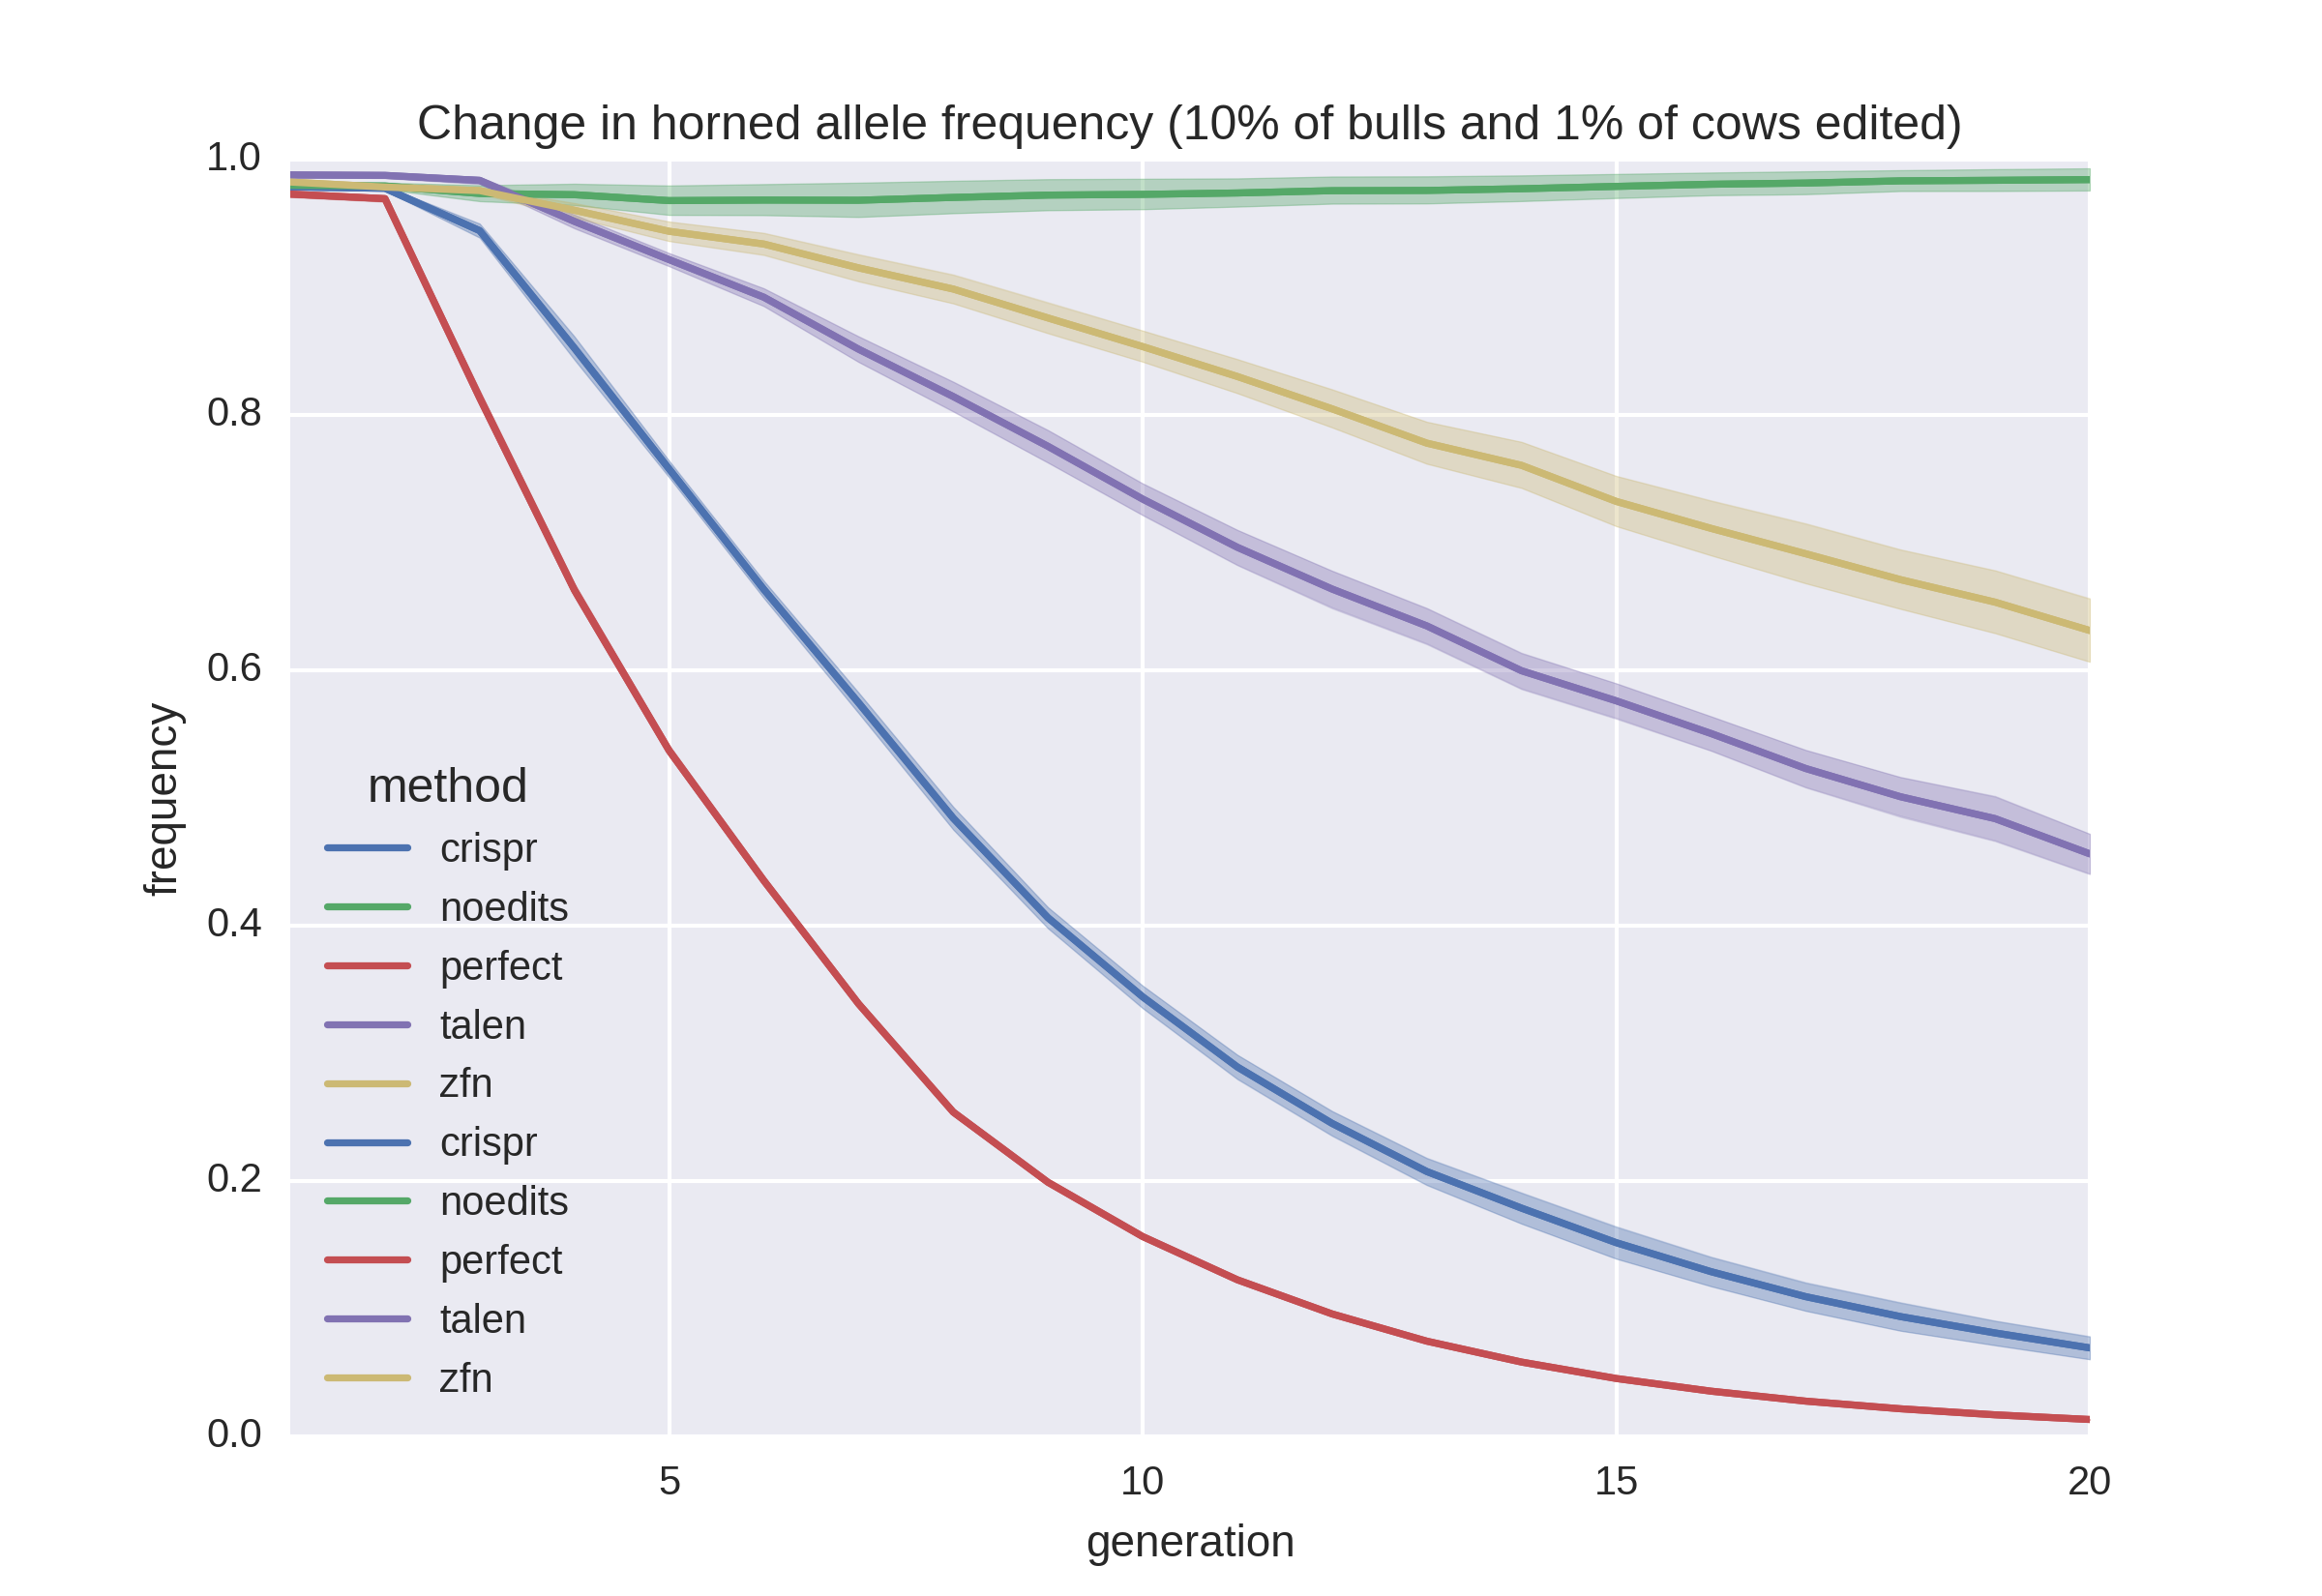 Change in horned allele frequency (10% of bulls and 1% of cows edited)
1.0
0.8
0.6
0.4
0.2
0.0
frequency
method
crispr
noedits
perfect
talen
zfn
crispr
noedits
perfect
talen
zfn
5 10 15 20
generation